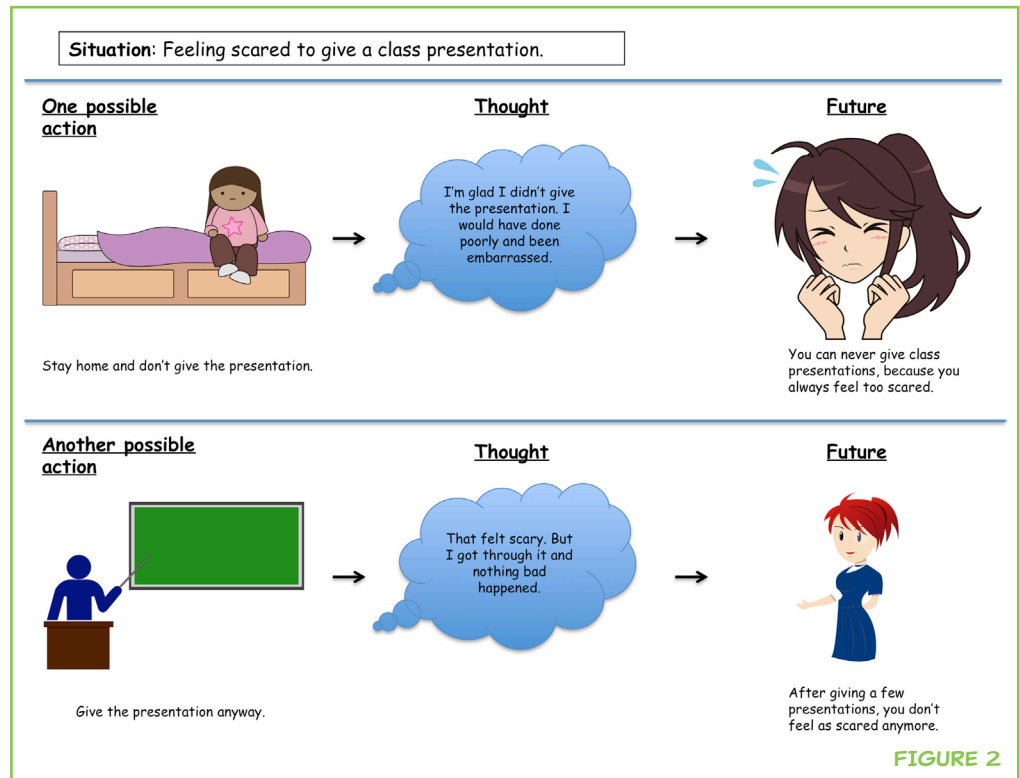 Situation: Feeling scared to give a class presentation.
One possible
action
Thought
Future
I'm glad I didn't give
the presentation. I
would have done
poorly and been
embarrassed.
Stay home and don't give the presentation.
You can never give class
presentations, because you
always feel too scared.
Another possible
action
Thought
Future
That felt scary. But
I got through it and
nothing bad
happened.
Give the presentation anyway.
After giving a few
presentations, you don't
feel as scared anymore.
FIGURE 2